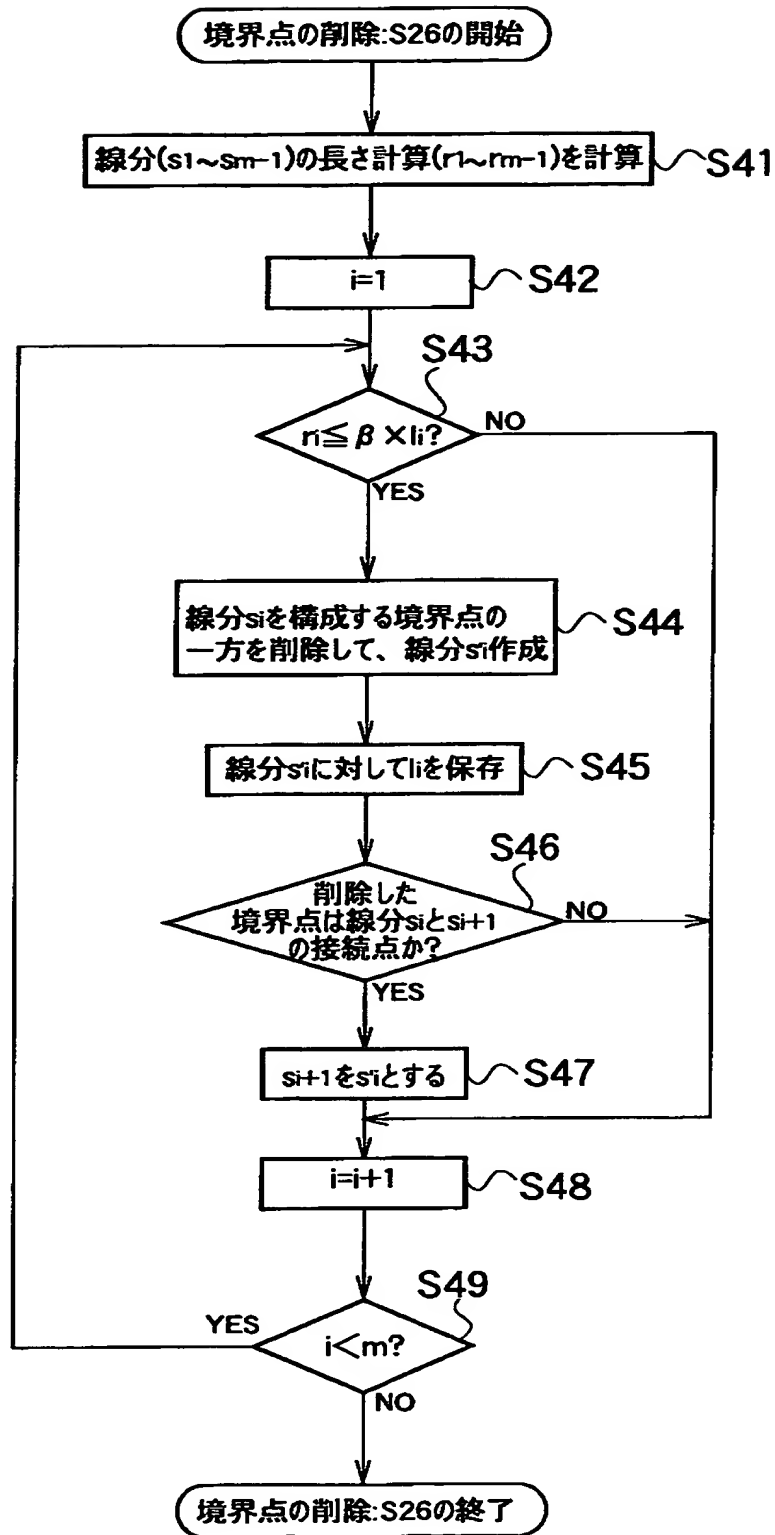 境界点の削除:S26の開始
線分(s1～sm-1)の長さ計算(r1～rm-1)を計算
S41
i=1
S42
S43
ri≦β×li?
NO
YES
線分siを構成する境界点の
一方を削除して、線分s'i作成
S44
線分s'iに対してliを保存
S45
S46
削除した
境界点は線分siとsi+1
の接続点か?
NO
YES
si+1をs'iとする
S47
i=i+1
S48
S49
YES
i＜m?
NO
境界点の削除:S26の終了